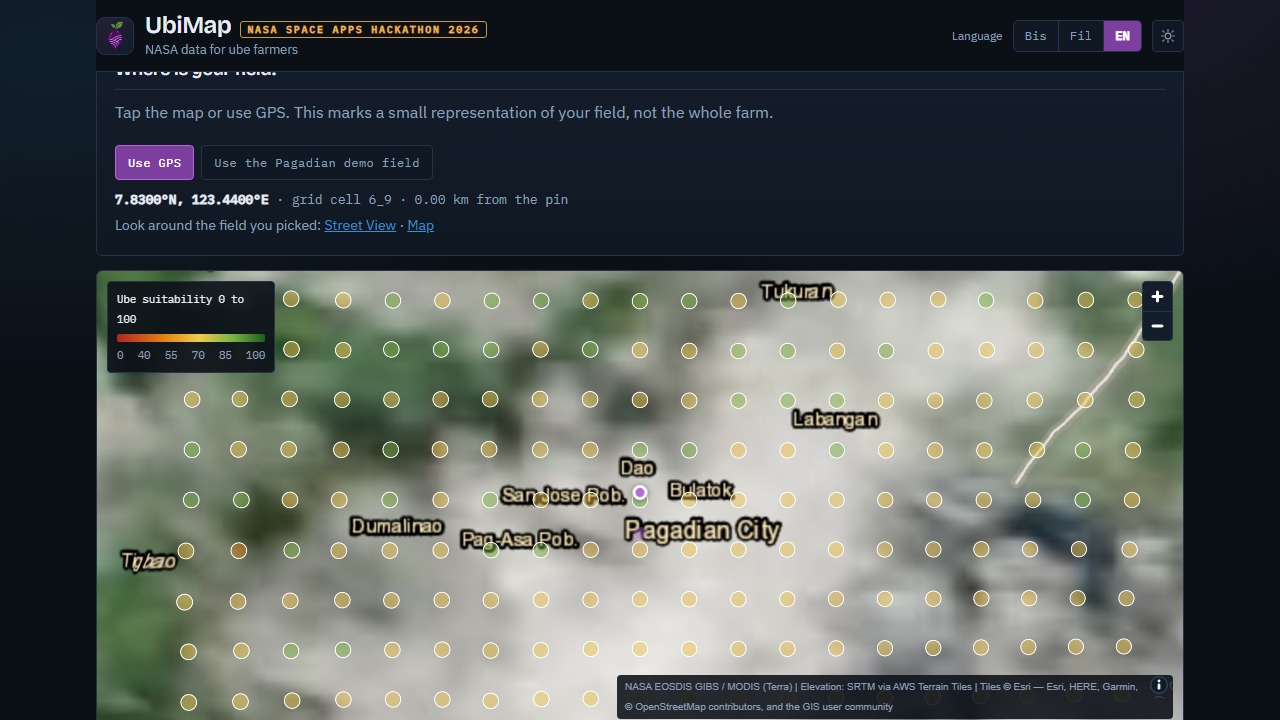 UbiMap
NASA SPACE APPS HACKATHON 2026
NASA data for ube farmers
Language
Bis
Fil
EN
Where is your field?
Tap the map or use GPS. This marks a small representation of your field, not the whole farm.
Use GPS
Use the Pagadian demo field
7.8300°N, 123.4400°E · grid cell 6_9 · 0.00 km from the pin
Look around the field you picked: Street View · Map
Ube suitability 0 to
100
0 40 55 70 85 100
+
−
Tukuran
Labangan
Dao
San Jose Pob.
Bulatok
Dumalinao
Pagadian City
Pag-Asa Pob.
Tigbao
NASA EOSDIS GIBS / MODIS (Terra) | Elevation: SRTM via AWS Terrain Tiles | Tiles © Esri — Esri, HERE, Garmin,
© OpenStreetMap contributors, and the GIS user community